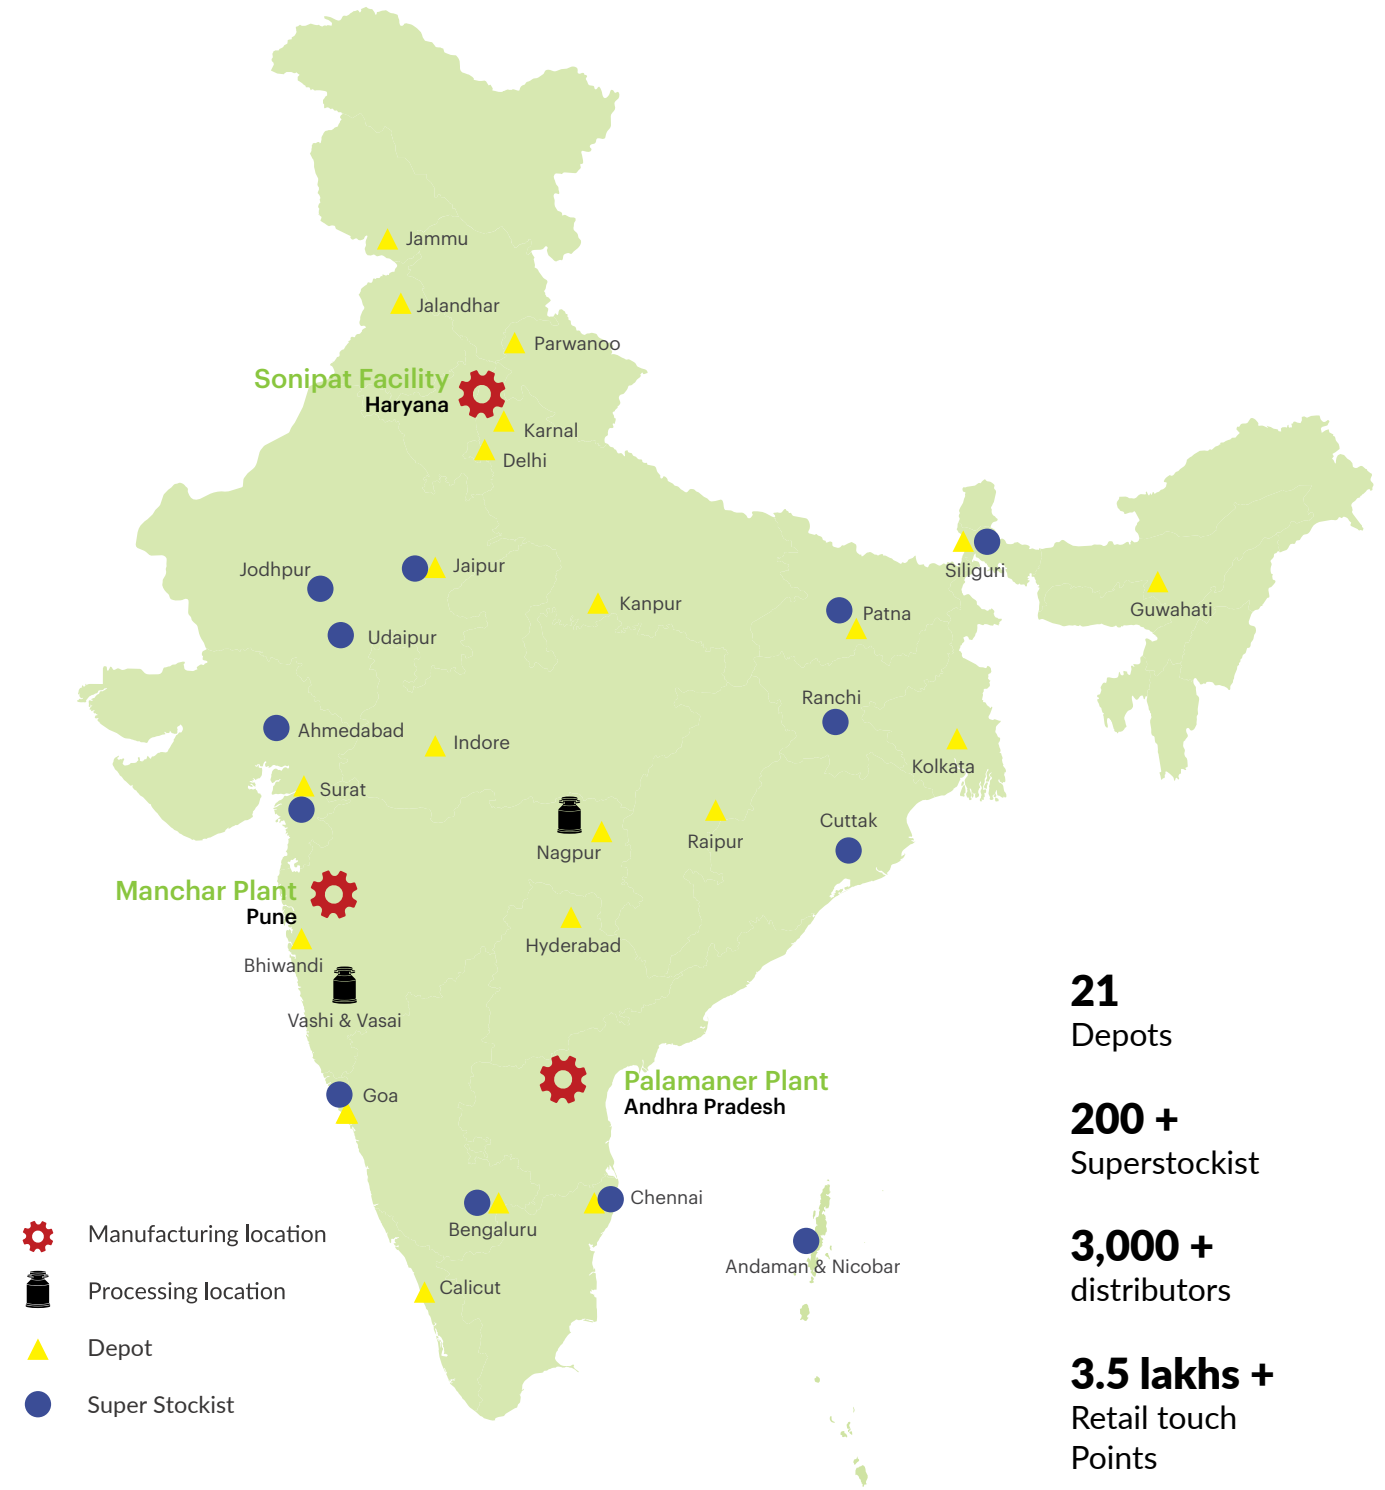 Jammu
Jalandhar
Parwanoo
Sonipat Facility
Haryana
Karnal
Delhi
Jodhpur
Jaipur
Udaipur
Kanpur
Patna
Siliguri
Guwahati
Ranchi
Ahmedabad
Indore
Kolkata
Surat
Nagpur
Raipur
Cuttak
Manchar Plant
Pune
Bhiwandi
Hyderabad
Vashi & Vasai
Goa
Palamaner Plant
Andhra Pradesh
Bengaluru
Chennai
Andaman & Nicobar
Calicut
Manufacturing location
Processing location
Depot
Super Stockist
21
Depots
200 +
Superstockist
3,000 +
distributors
3.5 lakhs +
Retail touch
Points